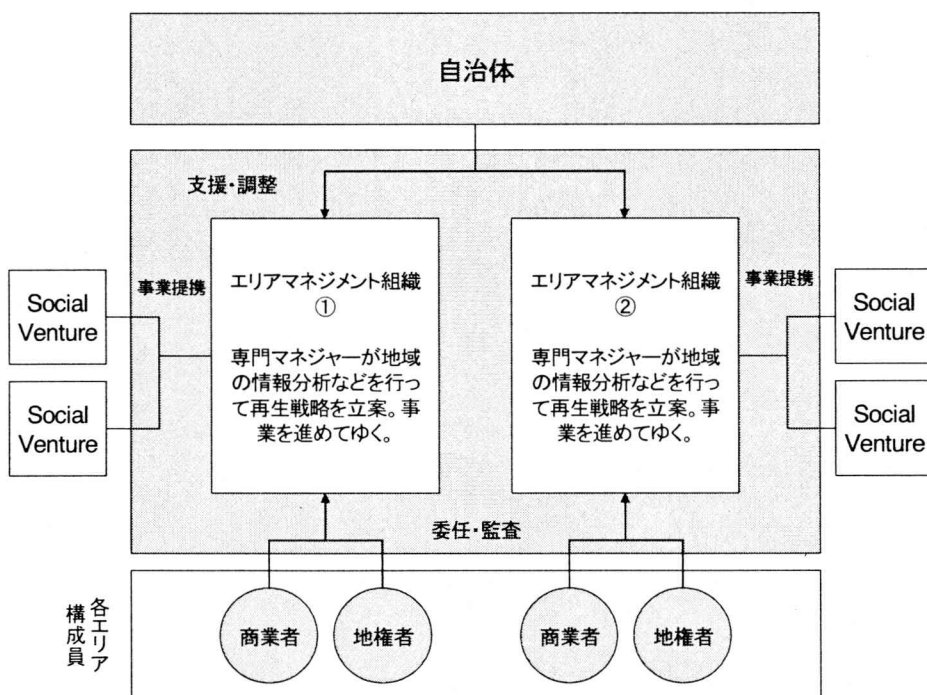 自治体
支援・調整
事業提携
事業提携
Social
Venture
Social
Venture
エリアマネジメント組織
①
専門マネジャーが地域
の情報分析などを行っ
て再生戦略を立案。事
業を進めてゆく。
エリアマネジメント組織
②
専門マネジャーが地域
の情報分析などを行っ
て再生戦略を立案。事
業を進めてゆく。
Social
Venture
Social
Venture
委任・監査
各エリア
構成員
商業者
地権者
商業者
地権者